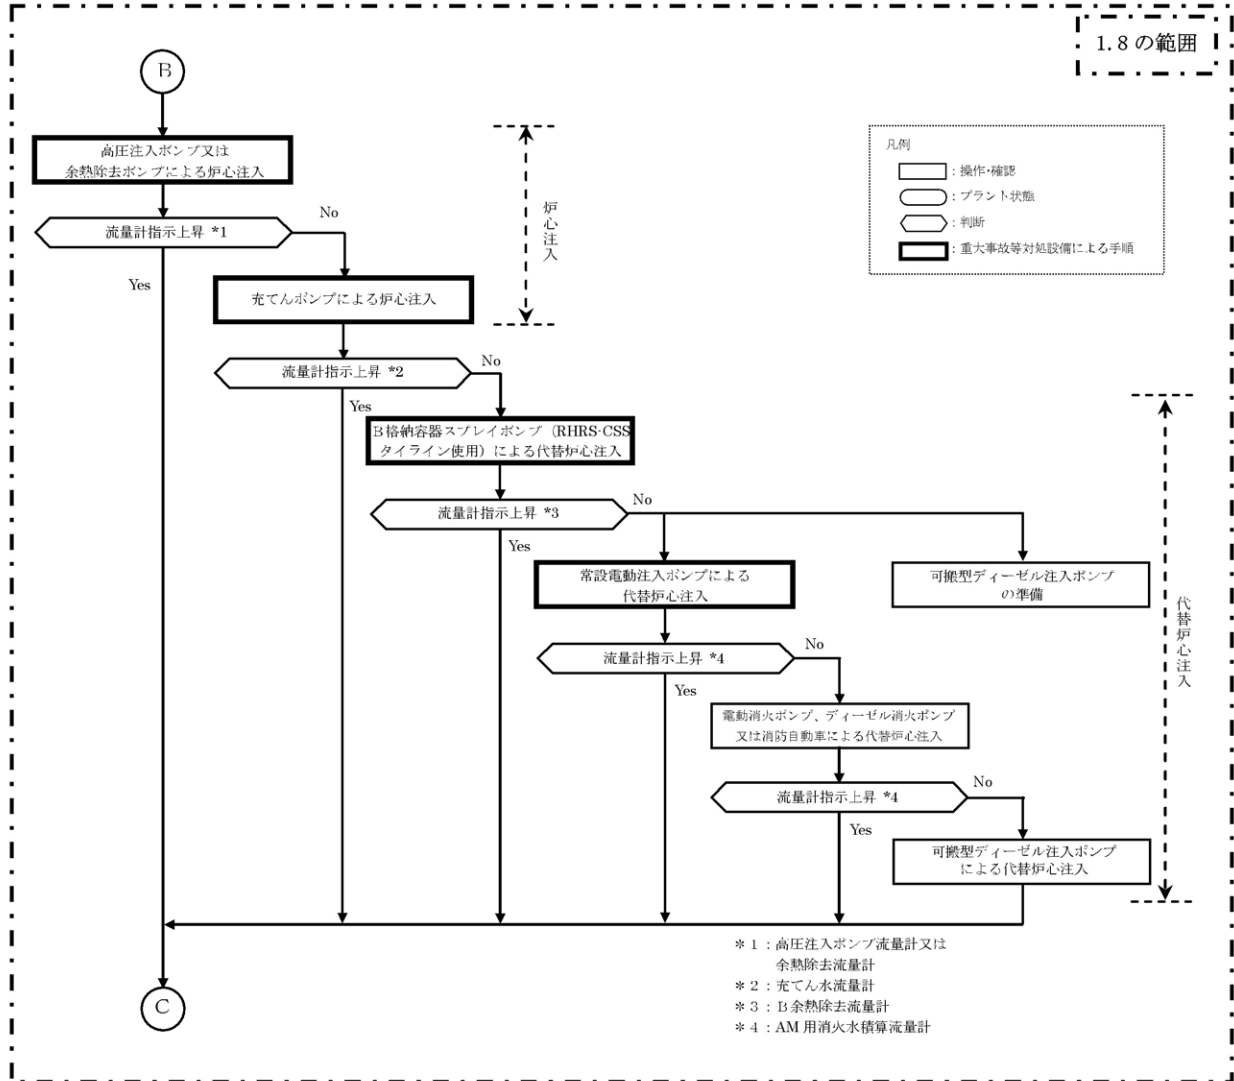 1.8の範囲
B
高圧注入ポンプ又は
余熱除去ポンプによる炉心注入
流量計指示上昇 *1
No
Yes
充てんポンプによる炉心注入
炉心注入
凡例
：操作・確認
：プラント状態
：判断
：重大事故等対処設備による手順
流量計指示上昇 *2
No
Yes
B格納容器スプレイポンプ（RHRS-CSS
タイライン使用）による代替炉心注入
流量計指示上昇 *3
No
Yes
常設電動注入ポンプによる
代替炉心注入
可搬型ディーゼル注入ポンプ
の準備
代替炉心注入
流量計指示上昇 *4
No
Yes
電動消火ポンプ、ディーゼル消火ポンプ
又は消防自動車による代替炉心注入
流量計指示上昇 *4
No
Yes
可搬型ディーゼル注入ポンプ
による代替炉心注入
C
＊1：高圧注入ポンプ流量計又は
余熱除去流量計
＊2：充てん水流量計
＊3：B余熱除去流量計
＊4：AM用消火水積算流量計